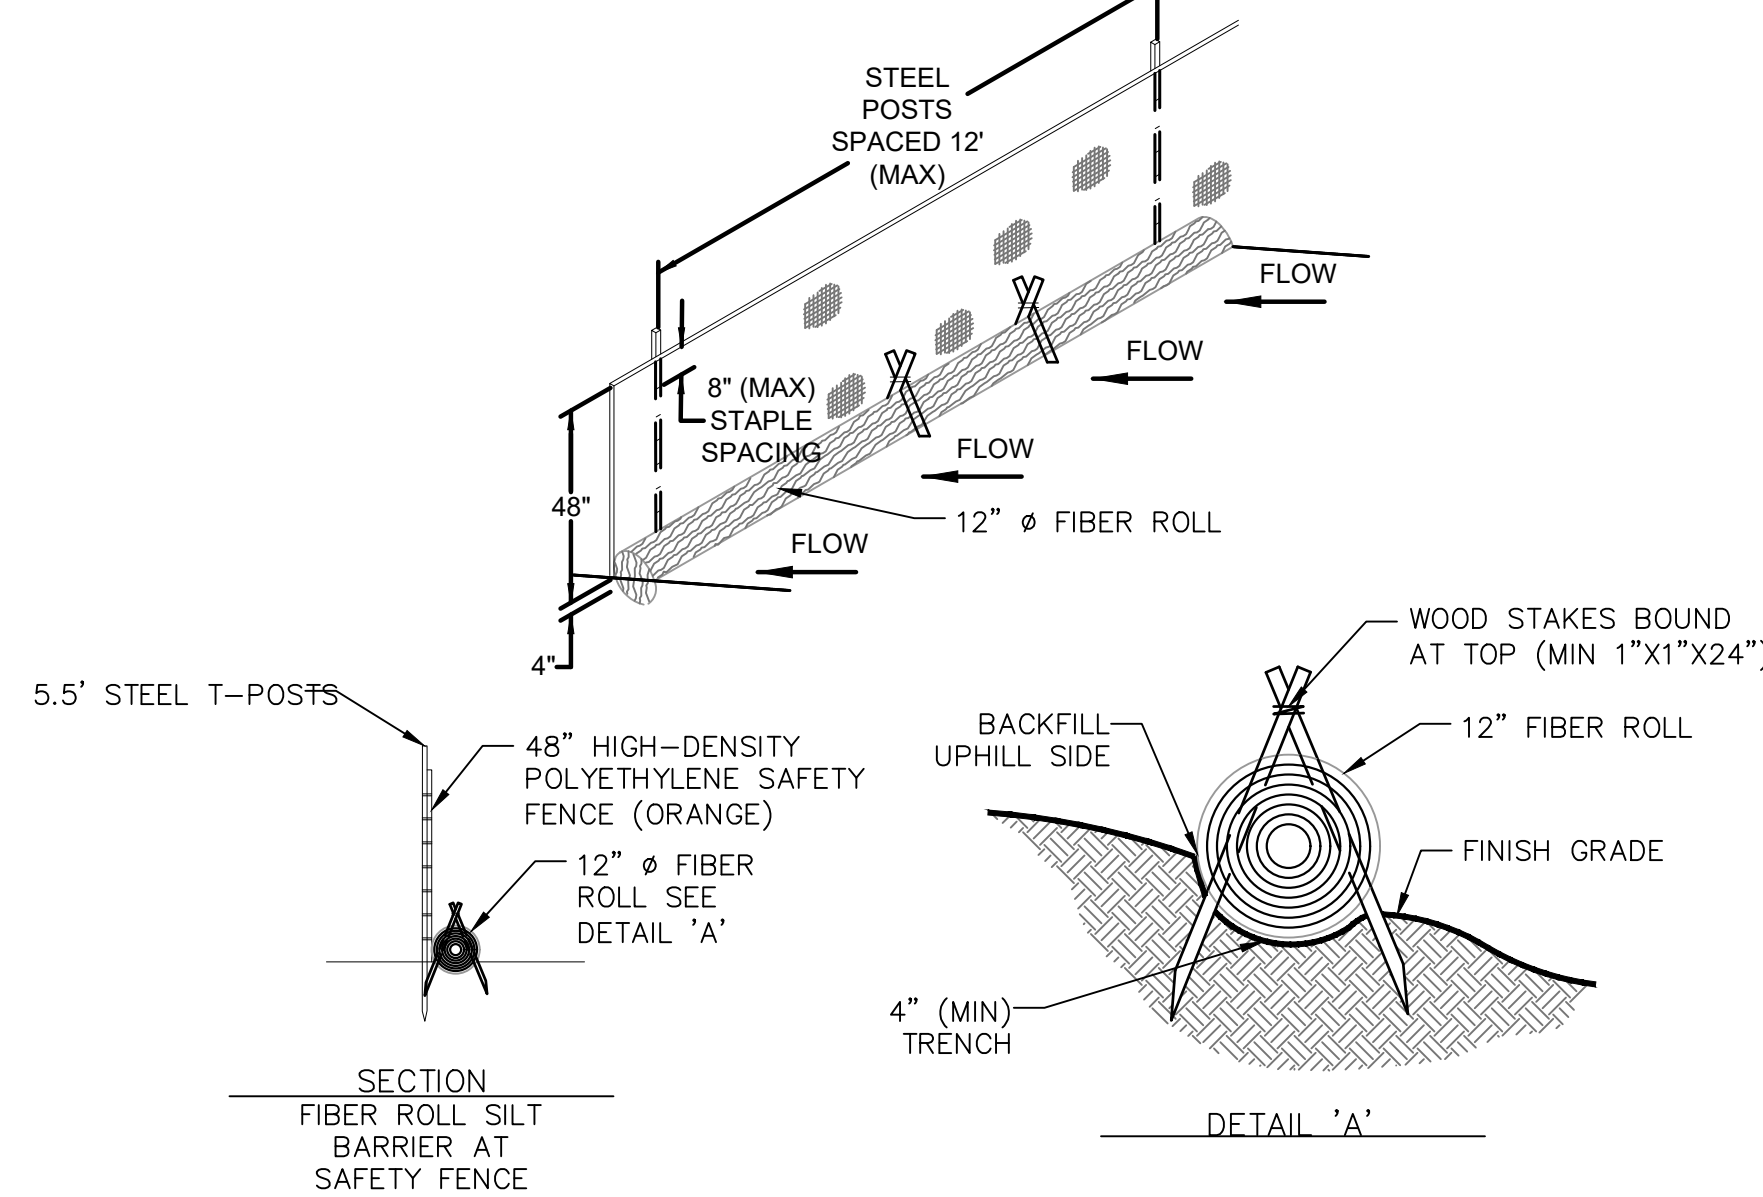 STEEL
POSTS
SPACED 12'
(MAX)
FLOW
FLOW
8" (MAX)
STAPLE
SPACING
FLOW
48"
12" ø FIBER ROLL
FLOW
4"
WOOD STAKES BOUND
AT TOP (MIN 1"X1"X24")
5.5' STEEL T-POSTS
48" HIGH-DENSITY
POLYETHYLENE SAFETY
FENCE (ORANGE)
12" ø FIBER
ROLL SEE
DETAIL 'A'
BACKFILL
UPHILL SIDE
12" FIBER ROLL
FINISH GRADE
4" (MIN)
TRENCH
SECTION
FIBER ROLL SILT
BARRIER AT
SAFETY FENCE
DETAIL 'A'